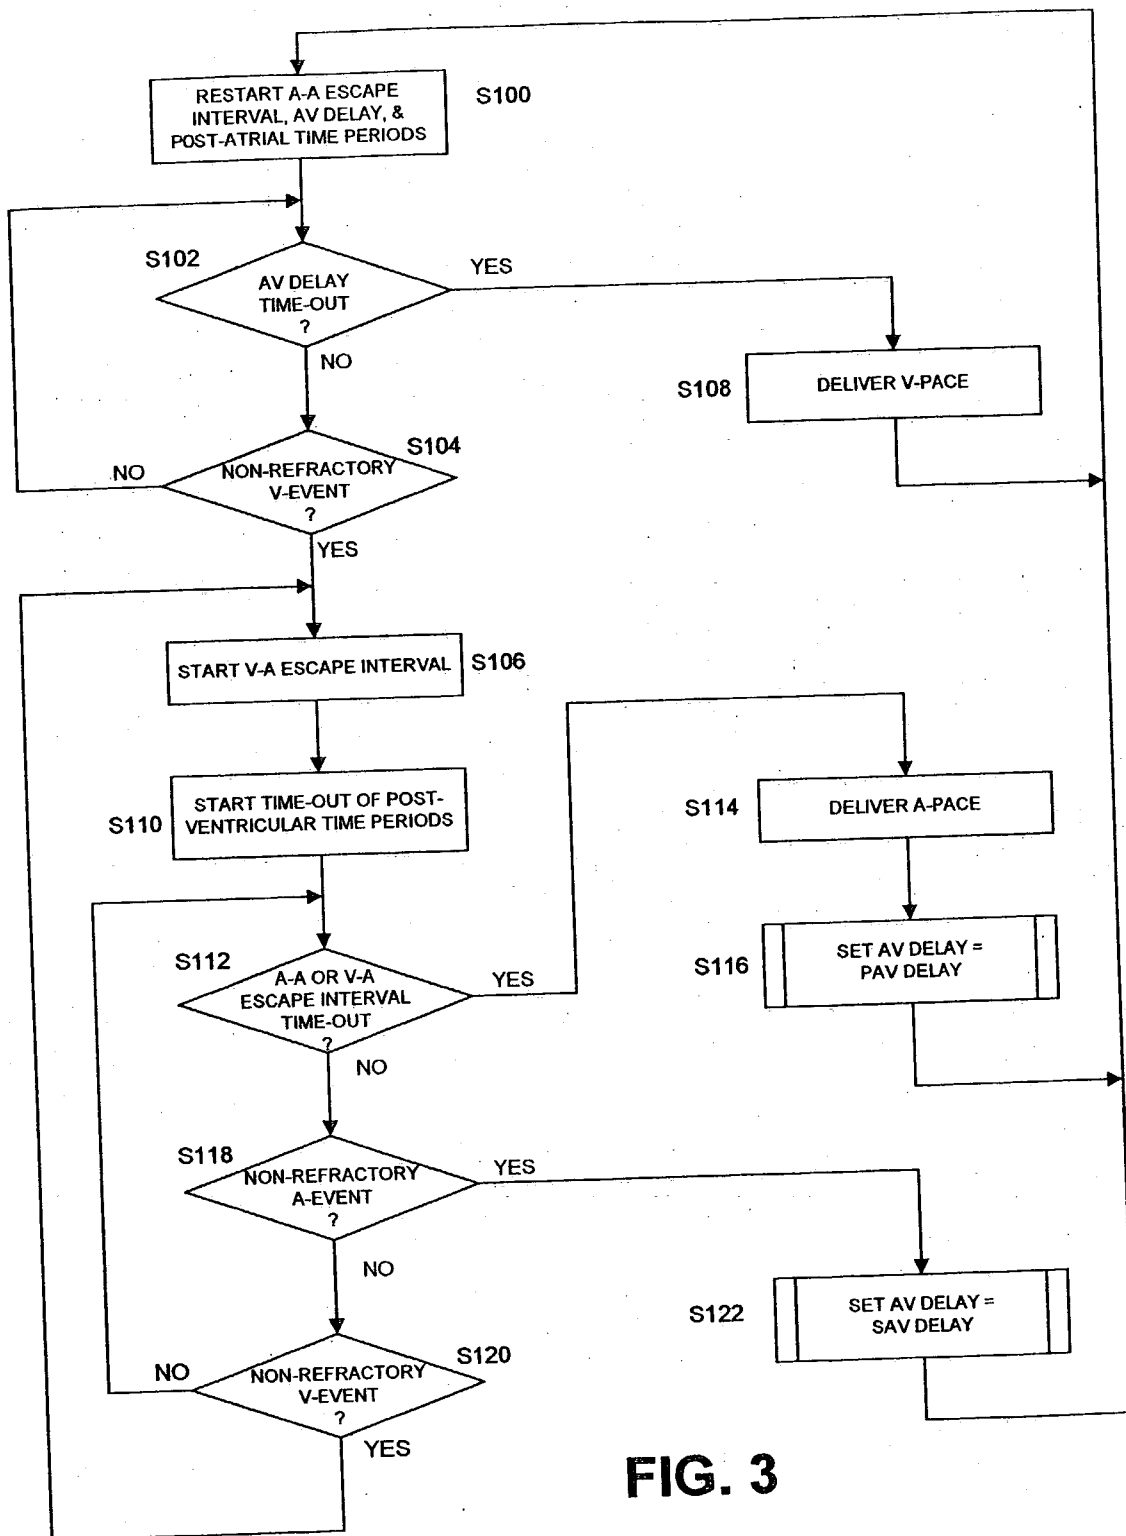 RESTART A-A ESCAPE
INTERVAL, AV DELAY, &
POST-ATRIAL TIME PERIODS
S100
S102
AV DELAY
TIME-OUT
?
YES
NO
S108
DELIVER V-PACE
S104
NON-REFRACTORY
V-EVENT
?
NO
YES
START V-A ESCAPE INTERVAL
S106
S110
START TIME-OUT OF POST-
VENTRICULAR TIME PERIODS
S114
DELIVER A-PACE
S112
A-A OR V-A
ESCAPE INTERVAL
TIME-OUT
?
YES
NO
S116
SET AV DELAY =
PAV DELAY
S118
NON-REFRACTORY
A-EVENT
?
YES
NO
S122
SET AV DELAY =
SAV DELAY
S120
NON-REFRACTORY
V-EVENT
?
NO
YES
FIG. 3